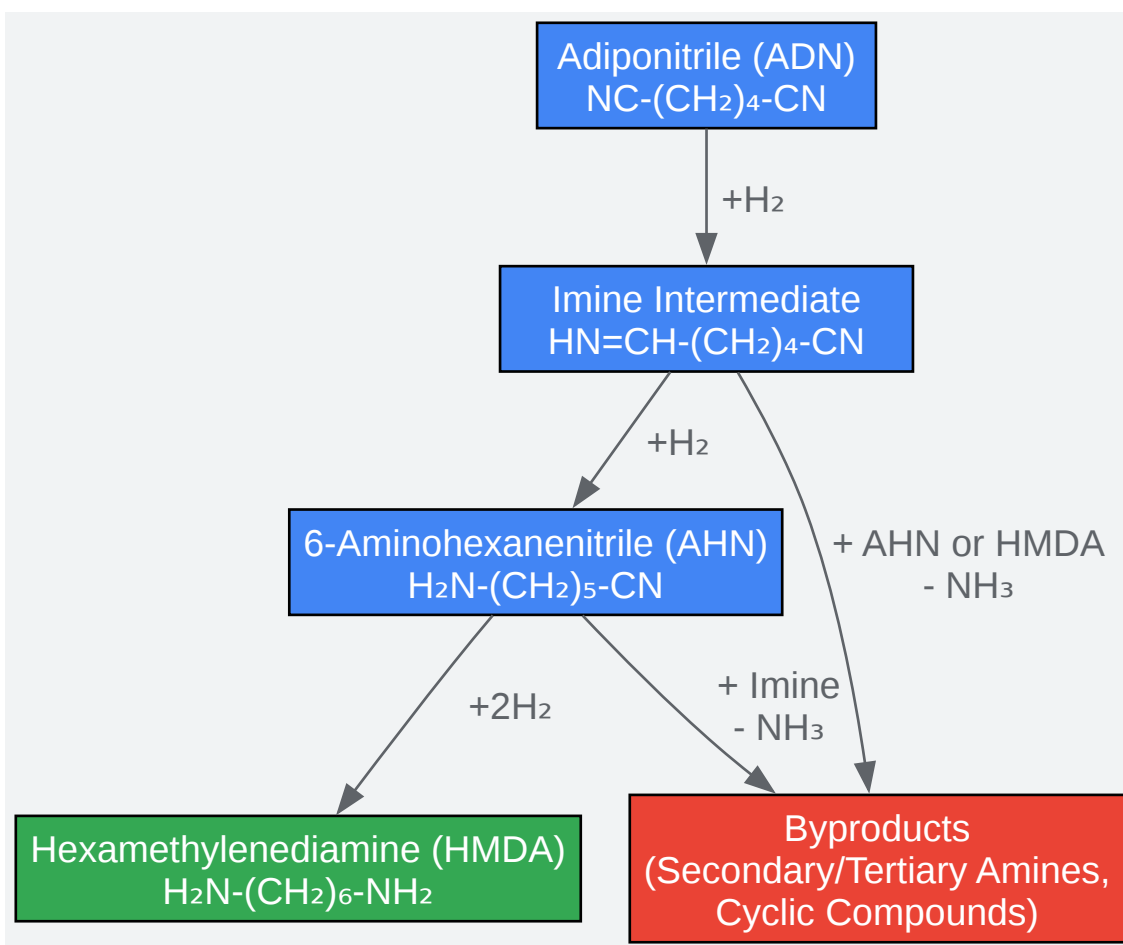 Adiponitrile (ADN)
NC-(CH₂)₄-CN
+H₂
Imine Intermediate
HN=CH-(CH₂)₄-CN
+H₂
6-Aminohexanenitrile (AHN)
H₂N-(CH₂)₅-CN
+ AHN or HMDA
- NH₃
+2H₂
+ Imine
- NH₃
Hexamethylenediamine (HMDA)
H₂N-(CH₂)₆-NH₂
Byproducts
(Secondary/Tertiary Amines,
Cyclic Compounds)